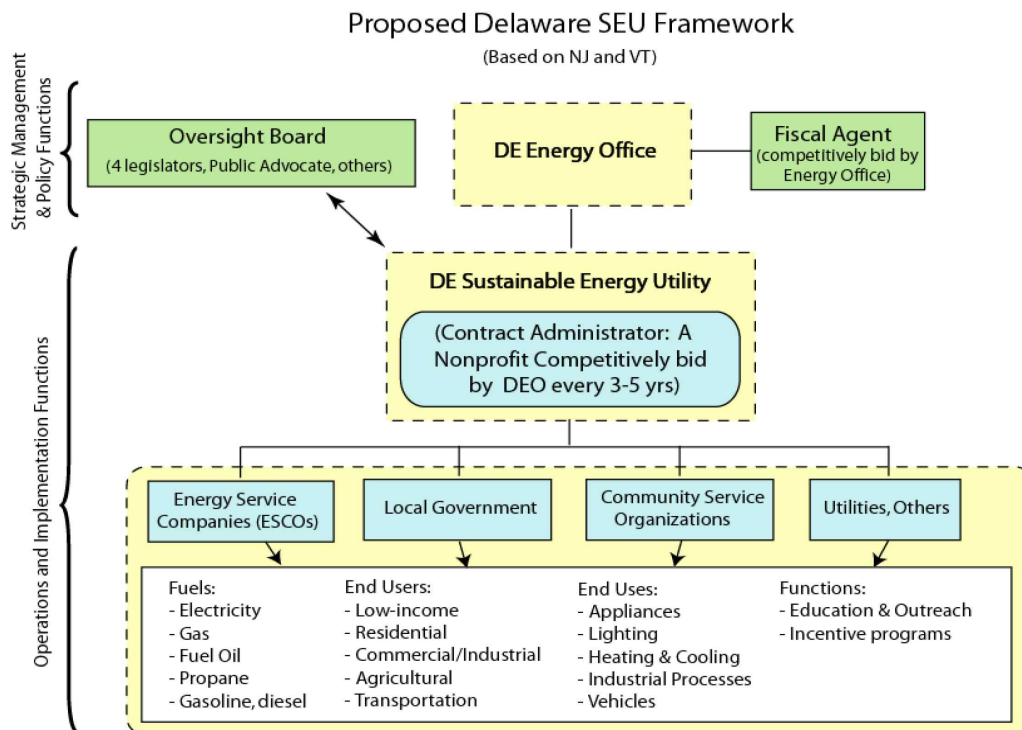 Proposed Delaware SEU Framework
(Based on NJ and VT)
Strategic Management
& Policy Functions
Oversight Board
(4 legislators, Public Advocate, others)
DE Energy Office
Fiscal Agent
(competitively bid by
Energy Office)
Operations and Implementation Functions
DE Sustainable Energy Utility
(Contract Administrator: A
Nonprofit Competitively bid
by DEO every 3-5 yrs)
Energy Service
Companies (ESCOs)
Local Government
Community Service
Organizations
Utilities, Others
Fuels:
- Electricity
- Gas
- Fuel Oil
- Propane
- Gasoline, diesel
End Users:
- Low-income
- Residential
- Commercial/Industrial
- Agricultural
- Transportation
End Uses:
- Appliances
- Lighting
- Heating & Cooling
- Industrial Processes
- Vehicles
Functions:
- Education & Outreach
- Incentive programs